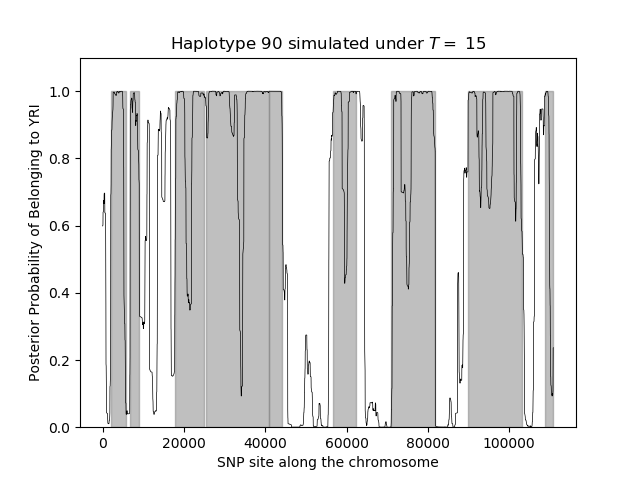 Haplotype 90 simulated under T = 15
Posterior Probability of Belonging to YRI
1.0
0.8
0.6
0.4
0.2
0.0
0 20000 40000 60000 80000 100000
SNP site along the chromosome